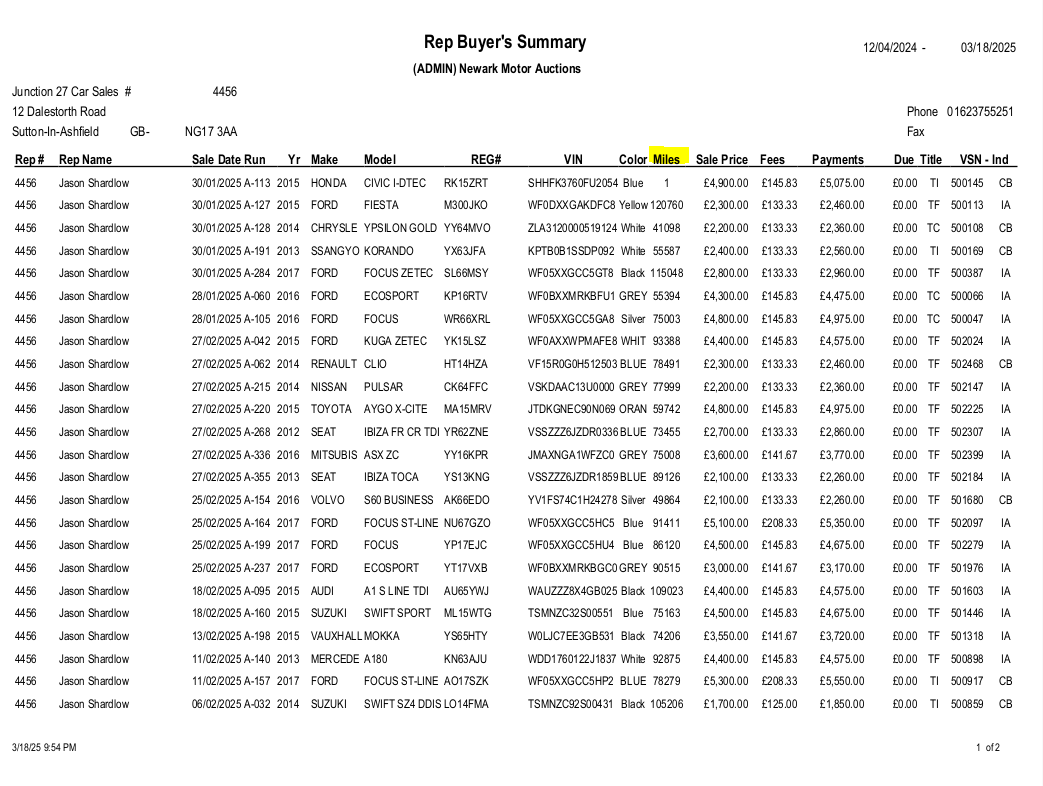 Rep Buyer's Summary
12/04/2024 - 03/18/2025
(ADMIN) Newark Motor Auctions
Junction 27 Car Sales # 4456
12 Dalestorth Road Phone 01623755251
Sutton-In-Ashfield GB- NG17 3AA Fax
Rep # Rep Name Sale Date Run Yr Make Model REG# VIN Color Miles Sale Price Fees Payments Due Title VSN - Ind
4456 Jason Shardlow 30/01/2025 A-113 2015 HONDA CIVIC I-DTEC RK15ZRT SHHFK3760FU2054 Blue 1 £4,900.00 £145.83 £5,075.00 £0.00 TI 500145 CB
4456 Jason Shardlow 30/01/2025 A-127 2015 FORD FIESTA M300JKO WF0DXXGAKDFC8 Yellow 120760 £2,300.00 £133.33 £2,460.00 £0.00 TF 500113 IA
4456 Jason Shardlow 30/01/2025 A-128 2014 CHRYSLE YPSILON GOLD YY64MVO ZLA3120000519124 White 41098 £2,200.00 £133.33 £2,360.00 £0.00 TC 500108 CB
4456 Jason Shardlow 30/01/2025 A-191 2013 SSANGYO KORANDO YX63JFA KPTB0B1SSDP092 White 55587 £2,400.00 £133.33 £2,560.00 £0.00 TI 500169 CB
4456 Jason Shardlow 30/01/2025 A-284 2017 FORD FOCUS ZETEC SL66MSY WF05XXGCC5GT8 Black 115048 £2,800.00 £133.33 £2,960.00 £0.00 TF 500387 IA
4456 Jason Shardlow 28/01/2025 A-060 2016 FORD ECOSPORT KP16RTV WF0BXXMRKBFU1 GREY 55394 £4,300.00 £145.83 £4,475.00 £0.00 TC 500066 IA
4456 Jason Shardlow 28/01/2025 A-105 2016 FORD FOCUS WR66XRL WF05XXGCC5GA8 Silver 75003 £4,800.00 £145.83 £4,975.00 £0.00 TC 500047 IA
4456 Jason Shardlow 27/02/2025 A-042 2015 FORD KUGA ZETEC YK15LSZ WF0AXXWPMAFE8 WHIT 93388 £4,400.00 £145.83 £4,575.00 £0.00 TF 502024 IA
4456 Jason Shardlow 27/02/2025 A-062 2014 RENAULT CLIO HT14HZA VF15R0G0H512503 BLUE 78491 £2,300.00 £133.33 £2,460.00 £0.00 TF 502468 CB
4456 Jason Shardlow 27/02/2025 A-215 2014 NISSAN PULSAR CK64FFC VSKDAAC13U0000 GREY 77999 £2,200.00 £133.33 £2,360.00 £0.00 TF 502147 IA
4456 Jason Shardlow 27/02/2025 A-220 2015 TOYOTA AYGO X-CITE MA15MRV JTDKGNEC90N069 ORAN 59742 £4,800.00 £145.83 £4,975.00 £0.00 TF 502225 IA
4456 Jason Shardlow 27/02/2025 A-268 2012 SEAT IBIZA FR CR TDI YR62ZNE VSSZZZ6JZDR0336 BLUE 73455 £2,700.00 £133.33 £2,860.00 £0.00 TF 502307 IA
4456 Jason Shardlow 27/02/2025 A-336 2016 MITSUBIS ASX ZC YY16KPR JMAXNGA1WFZC0 GREY 75008 £3,600.00 £141.67 £3,770.00 £0.00 TF 502399 IA
4456 Jason Shardlow 27/02/2025 A-355 2013 SEAT IBIZA TOCA YS13KNG VSSZZZ6JZDR1859 BLUE 89126 £2,100.00 £133.33 £2,260.00 £0.00 TF 502184 IA
4456 Jason Shardlow 25/02/2025 A-154 2016 VOLVO S60 BUSINESS AK66EDO YV1FS74C1H24278 Silver 49864 £2,100.00 £133.33 £2,260.00 £0.00 TF 501680 CB
4456 Jason Shardlow 25/02/2025 A-164 2017 FORD FOCUS ST-LINE NU67GZO WF05XXGCC5HC5 Blue 91411 £5,100.00 £208.33 £5,350.00 £0.00 TF 502097 IA
4456 Jason Shardlow 25/02/2025 A-199 2017 FORD FOCUS YP17EJC WF05XXGCC5HU4 Blue 86120 £4,500.00 £145.83 £4,675.00 £0.00 TF 502279 IA
4456 Jason Shardlow 25/02/2025 A-237 2017 FORD ECOSPORT YT17VXB WF0BXXMRKBGC0 GREY 90515 £3,000.00 £141.67 £3,170.00 £0.00 TF 501976 IA
4456 Jason Shardlow 18/02/2025 A-095 2015 AUDI A1 S LINE TDI AU65YWJ WAUZZZ8X4GB025 Black 109023 £4,400.00 £145.83 £4,575.00 £0.00 TF 501603 IA
4456 Jason Shardlow 18/02/2025 A-160 2015 SUZUKI SWIFT SPORT ML15WTG TSMNZC32S00551 Blue 75163 £4,500.00 £145.83 £4,675.00 £0.00 TF 501446 IA
4456 Jason Shardlow 13/02/2025 A-198 2015 VAUXHALL MOKKA YS65HTY W0LJC7EE3GB531 Black 74206 £3,550.00 £141.67 £3,720.00 £0.00 TF 501318 IA
4456 Jason Shardlow 11/02/2025 A-140 2013 MERCEDE A180 KN63AJU WDD1760122J1837 White 92875 £4,400.00 £145.83 £4,575.00 £0.00 TF 500898 IA
4456 Jason Shardlow 11/02/2025 A-157 2017 FORD FOCUS ST-LINE AO17SZK WF05XXGCC5HP2 BLUE 78279 £5,300.00 £208.33 £5,550.00 £0.00 TI 500917 CB
4456 Jason Shardlow 06/02/2025 A-032 2014 SUZUKI SWIFT SZ4 DDIS LO14FMA TSMNZC92S00431 Black 105206 £1,700.00 £125.00 £1,850.00 £0.00 TI 500859 CB
3/18/25 9:54 PM 1 of 2